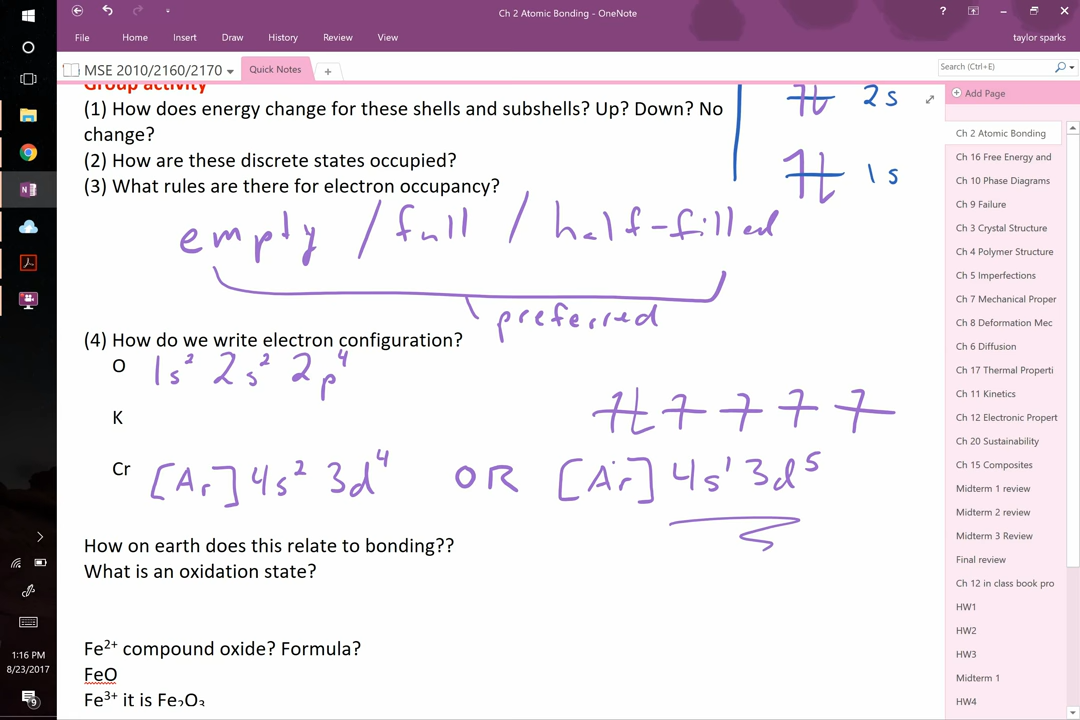 Ch 2 Atomic Bonding - OneNote
?
File Home Insert Draw History Review View
taylor sparks
MSE 2010/2160/2170
Quick Notes
+
Search (Ctrl+E)
Group activity
(1) How does energy change for these shells and subshells? Up? Down? No
change?
(2) How are these discrete states occupied?
(3) What rules are there for electron occupancy?
2s
1s
empty / full / half-filled
preferred
(4) How do we write electron configuration?
O 1s² 2s² 2p⁴
K
Cr [Ar] 4s² 3d⁴ OR [Ar] 4s¹ 3d⁵
How on earth does this relate to bonding??
What is an oxidation state?
Fe²⁺ compound oxide? Formula?
FeO
Fe³⁺ it is Fe₂O₃
Add Page
Ch 2 Atomic Bonding
Ch 16 Free Energy and
Ch 10 Phase Diagrams
Ch 9 Failure
Ch 3 Crystal Structure
Ch 4 Polymer Structure
Ch 5 Imperfections
Ch 7 Mechanical Proper
Ch 8 Deformation Mec
Ch 6 Diffusion
Ch 17 Thermal Properti
Ch 11 Kinetics
Ch 12 Electronic Propert
Ch 20 Sustainability
Ch 15 Composites
Midterm 1 review
Midterm 2 review
Midterm 3 Review
Final review
Ch 12 in class book pro
HW1
HW2
HW3
Midterm 1
HW4
1:16 PM
8/23/2017
9